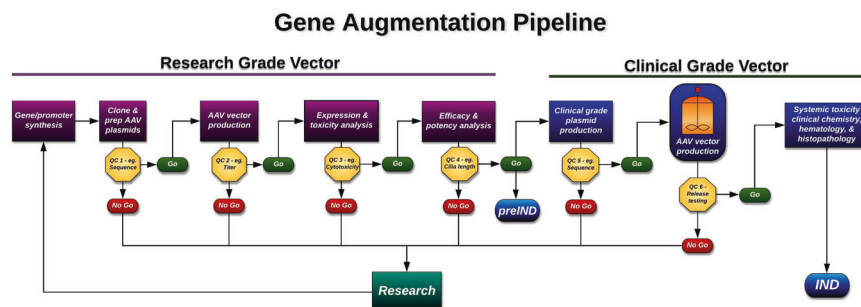 Gene Augmentation Pipeline
Research Grade Vector
Clinical Grade Vector
Gene/promoter
synthesis
Clone &
prep AAV
plasmids
AAV vector
production
Expression &
toxicity analysis
Efficacy &
potency analysis
Clinical grade
plasmid
production
AAV vector
production
Systemic toxicity
clinical chemistry,
hematology, &
histopathology
QC 1 - eg.
Sequence
Go
QC 2 - eg.
Titer
Go
QC 3 - eg.
Cytotoxicity
Go
QC 4 - eg.
Cilia length
Go
QC 5 - eg.
Sequence
Go
QC 6 -
Release
testing
Go
No Go
No Go
No Go
No Go
preIND
No Go
No Go
Research
IND